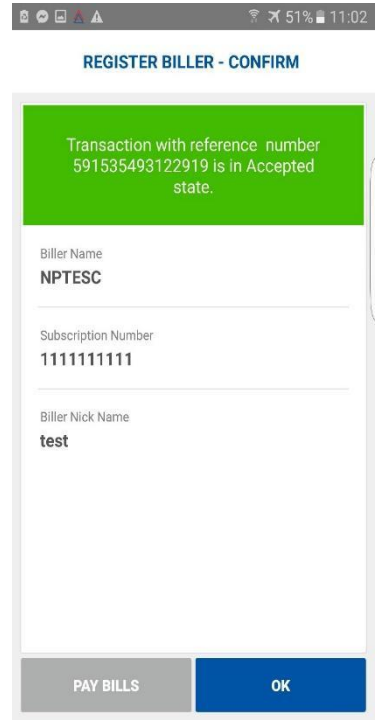 51% 11:02
REGISTER BILLER - CONFIRM
Transaction with reference number
591535493122919 is in Accepted
state.
Biller Name
NPTESC
Subscription Number
1111111111
Biller Nick Name
test
PAY BILLS
OK